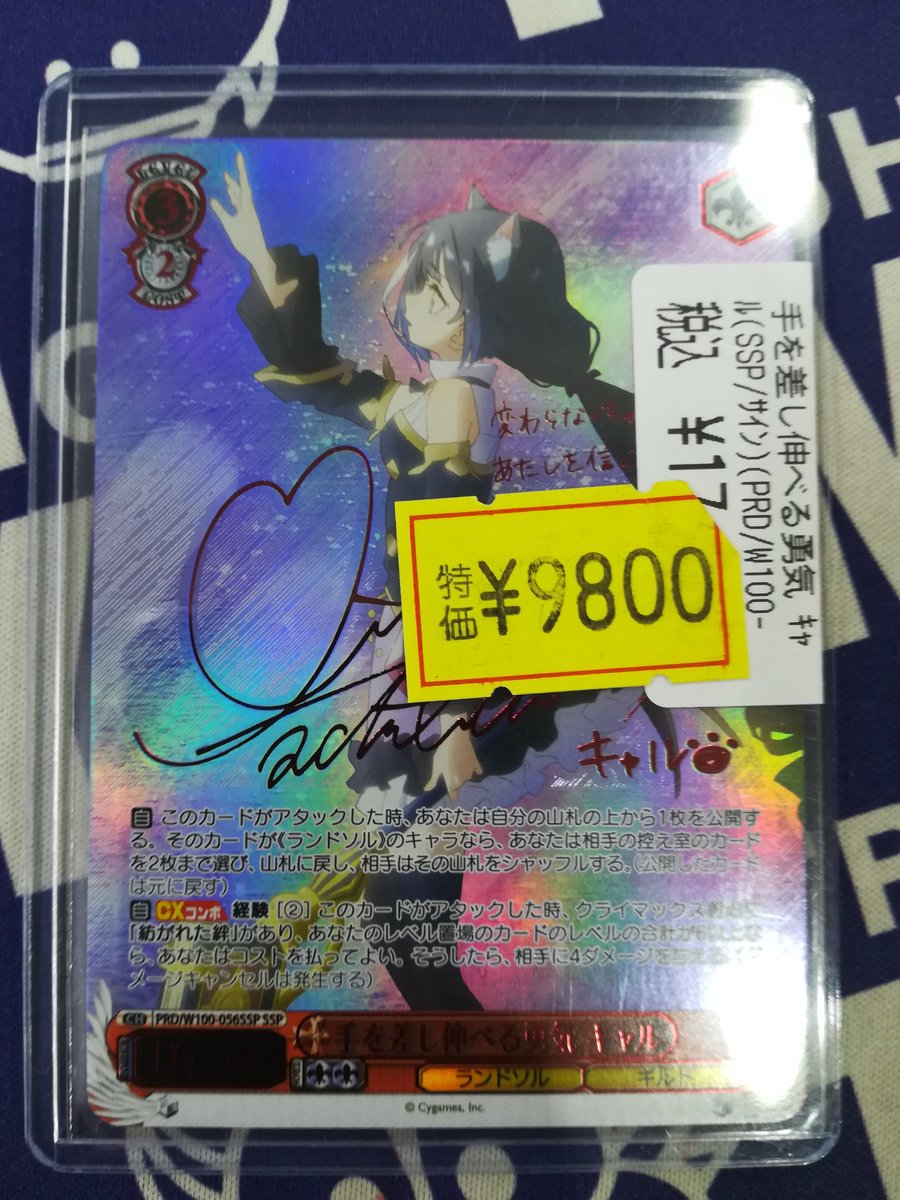 LEVEL
3
2
COST
手を差し伸べる勇気 キャ
ル(SSP/サイン)(PRD/W100-
税込 ¥17
変わらな
あたしを信
特価 ¥9800
キャル
自 このカードがアタックした時、あなたは自分の山札の上から1枚を公開す
る。そのカードが《ランドソル》のキャラなら、あなたは相手の控え室のカード
を2枚まで選び、山札に戻し、相手はその山札をシャッフルする。(公開したカード
は元に戻す)
自 CXコンボ 経験 [②] このカードがアタックした時、クライマックス
「紡がれた絆」があり、あなたのレベル置場のカードのレベルの合計が
ら、あなたはコストを払ってよい。そうしたら、相手に4ダメージを与える。
メージキャンセルは発生する)
CH PRD/W100-056SSP SSP
手を差し伸べる勇気 キャル
ランドソル ギルド
© Cygames, Inc.